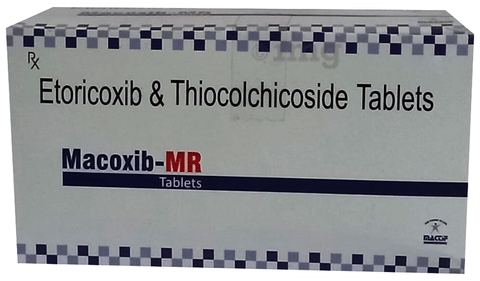 Rx
Etoricoxib & Thiocolchicoside Tablets
Macoxib-MR
Tablets